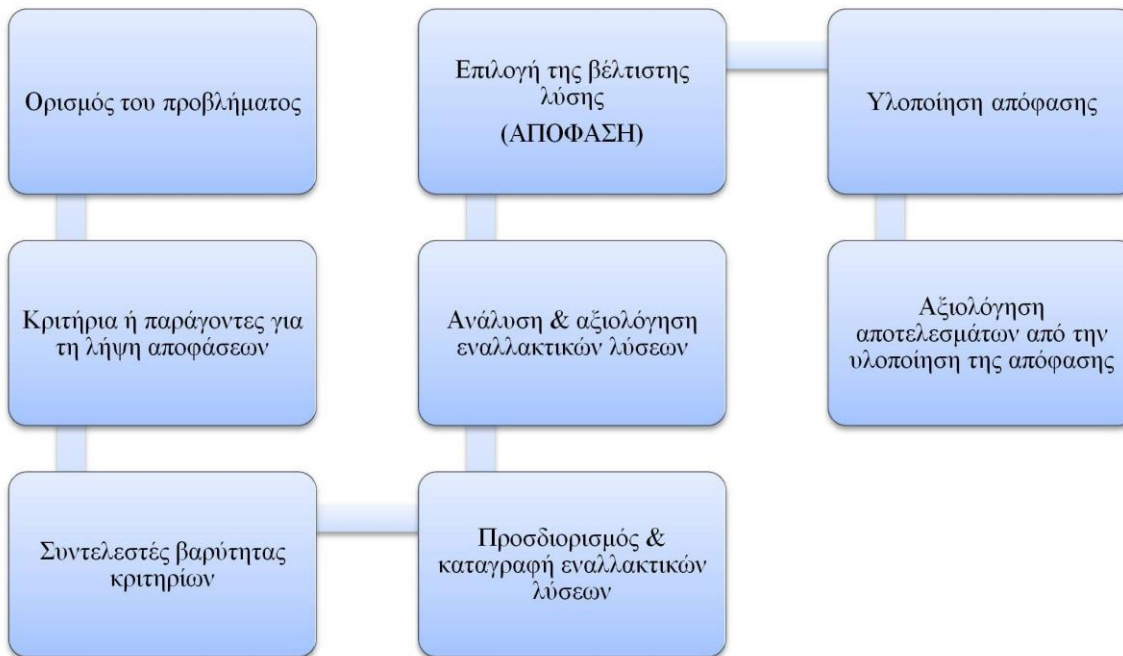 Ορισμός του προβλήματος
Κριτήρια ή παράγοντες για
τη λήψη αποφάσεων
Συντελεστές βαρύτητας
κριτηρίων
Προσδιορισμός &
καταγραφή εναλλακτικών
λύσεων
Ανάλυση & αξιολόγηση
εναλλακτικών λύσεων
Επιλογή της βέλτιστης
λύσης
(ΑΠΟΦΑΣΗ)
Υλοποίηση απόφασης
Αξιολόγηση
αποτελεσμάτων από την
υλοποίηση της απόφασης